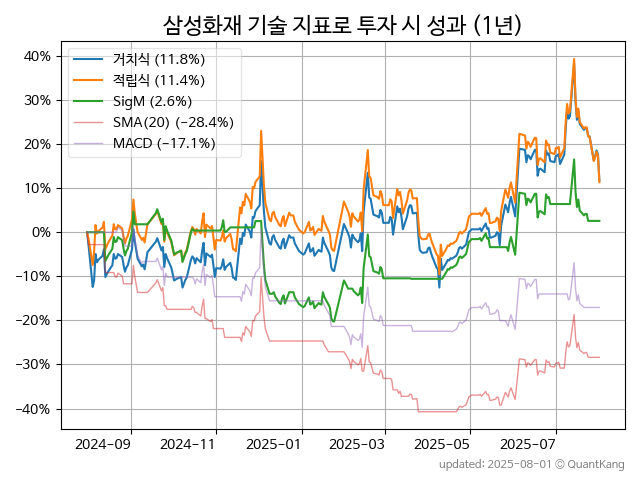 삼성화재 기술 지표로 투자 시 성과 (1년)
거치식 (11.8%)
적립식 (11.4%)
SigM (2.6%)
SMA(20) (−28.4%)
MACD (−17.1%)
40%
30%
20%
10%
0%
−10%
−20%
−30%
−40%
2024-09 2024-11 2025-01 2025-03 2025-05 2025-07
updated: 2025-08-01 © QuantKang